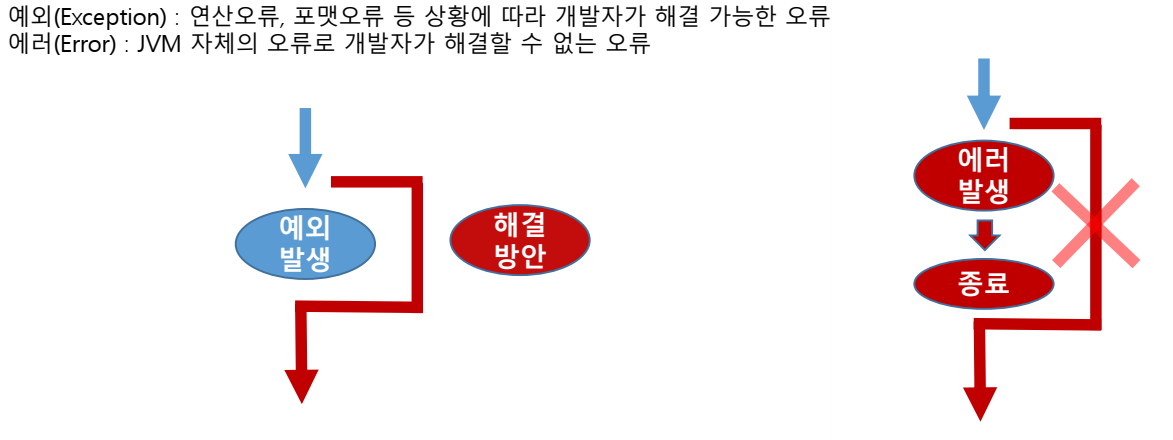 예외(Exception) : 연산오류, 포맷오류 등 상황에 따라 개발자가 해결 가능한 오류
에러(Error) : JVM 자체의 오류로 개발자가 해결할 수 없는 오류
예외
발생
해결
방안
에러
발생
종료